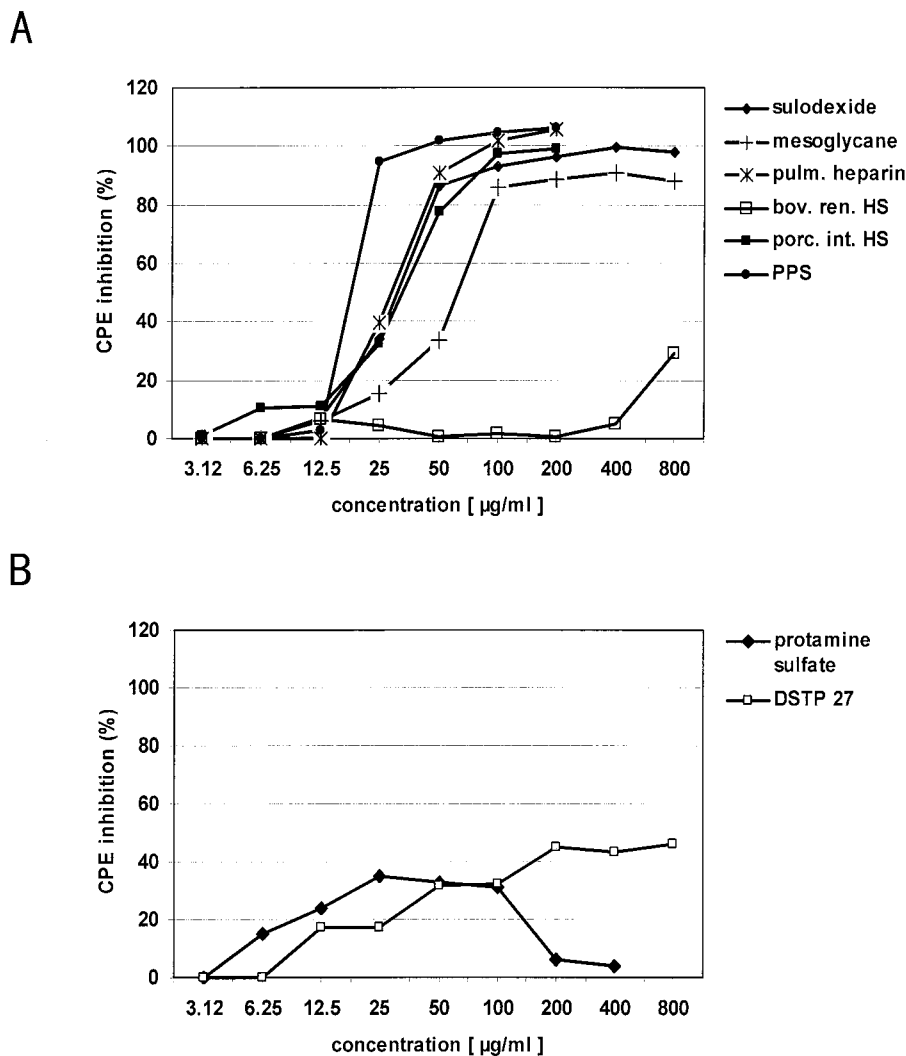 A
120
100
80
60
40
20
0
CPE inhibition (%)
3.12 6.25 12.5 25 50 100 200 400 800
concentration [ µg/ml ]
sulodexide
mesoglycane
pulm. heparin
bov. ren. HS
porc. int. HS
PPS
B
120
100
80
60
40
20
0
CPE inhibition (%)
3.12 6.25 12.5 25 50 100 200 400 800
concentration [ µg/ml ]
protamine
sulfate
DSTP 27